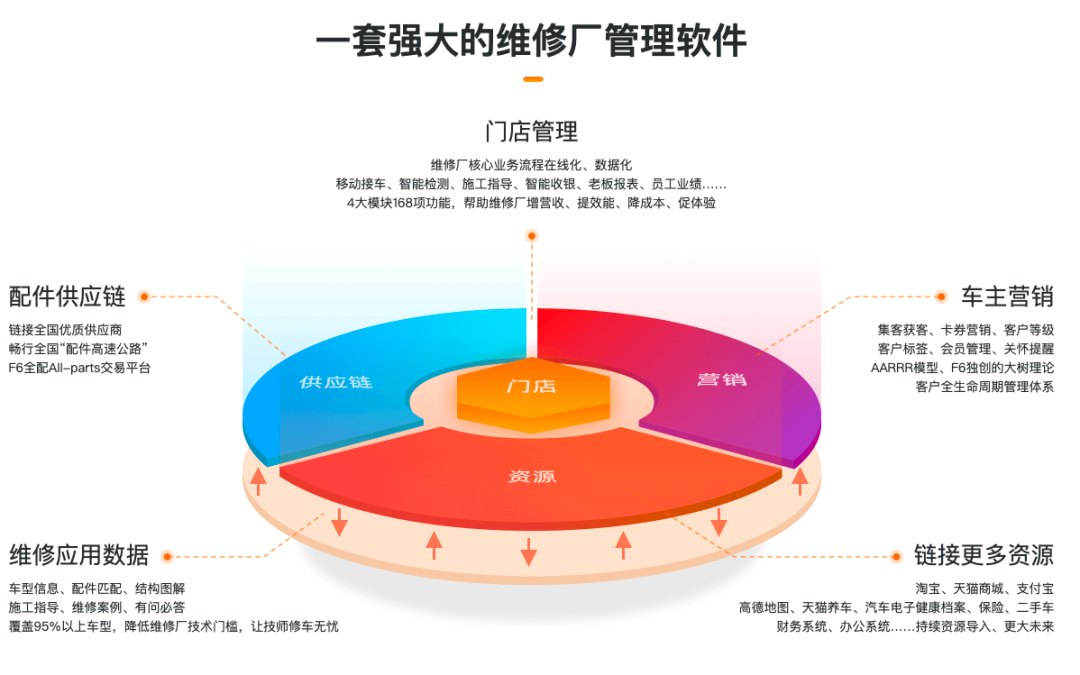 一套强大的维修厂管理软件
门店管理
维修厂核心业务流程在线化、数据化
移动接车、智能检测、施工指导、智能收银、老板报表、员工业绩……
4大模块168项功能，帮助维修厂增营收、提效能、降成本、促体验
配件供应链
链接全国优质供应商
畅行全国“配件高速公路”
F6全配All-parts交易平台
车主营销
集客获客、卡券营销、客户等级
客户标签、会员管理、关怀提醒
AARRR模型、F6独创的大树理论
客户全生命周期管理体系
供应链
门店
营销
资源
维修应用数据
车型信息、配件匹配、结构图解
施工指导、维修案例、有问必答
覆盖95%以上车型，降低维修厂技术门槛，让技师修车无忧
链接更多资源
淘宝、天猫商城、支付宝
高德地图、天猫养车、汽车电子健康档案、保险、二手车
财务系统、办公系统……持续资源导入、更大未来